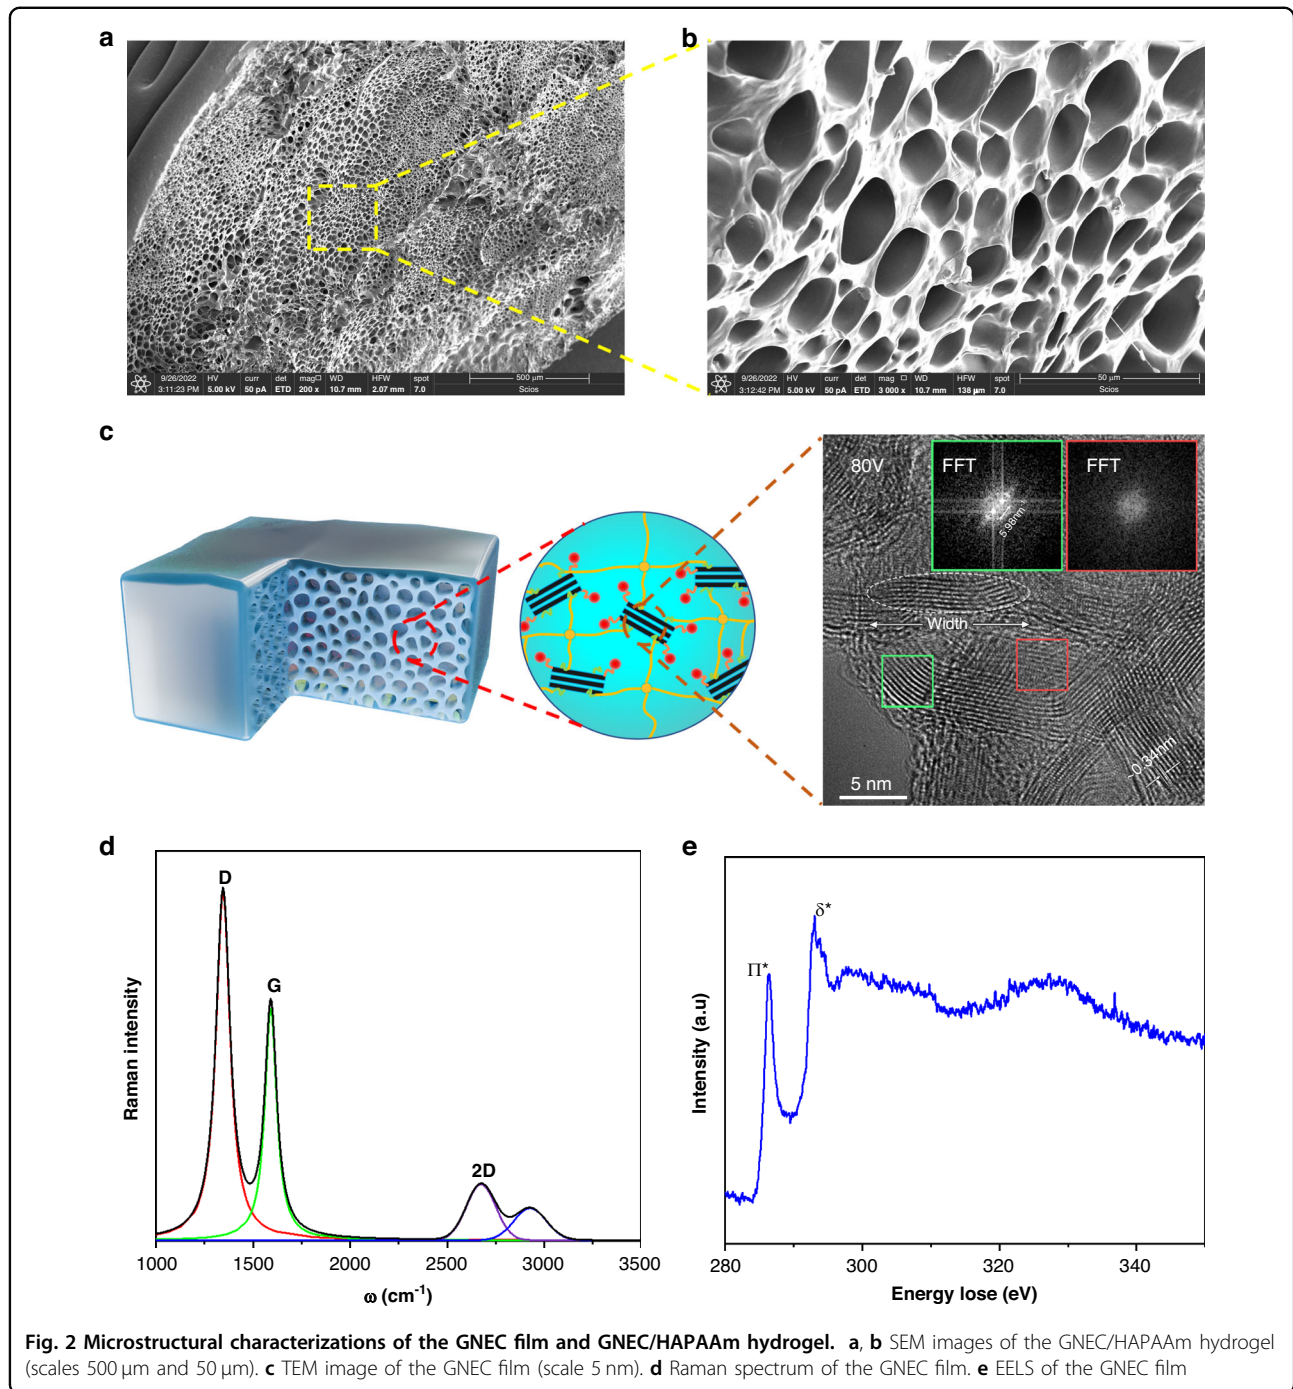 a
b
9/26/2022 HV curr det mag□ WD HFW spot 500 µm
3:11:23 PM 5.00 kV 50 pA ETD 200 x 10.7 mm 2.07 mm 7.0 Scios
9/26/2022 HV curr det mag □ WD HFW spot 50 µm
3:12:42 PM 5.00 kV 50 pA ETD 3 000 x 10.7 mm 138 µm 7.0 Scios
c
80V
FFT
5.98nm
FFT
Width
~0.34nm
5 nm
d
D
G
2D
Raman intensity
1000 1500 2000 2500 3000 3500
ω (cm-1)
e
Π*
δ*
Intensity (a.u)
280 300 320 340
Energy lose (eV)
Fig. 2 Microstructural characterizations of the GNEC film and GNEC/HAPAAm hydrogel. a, b SEM images of the GNEC/HAPAAm hydrogel
(scales 500 µm and 50 µm). c TEM image of the GNEC film (scale 5 nm). d Raman spectrum of the GNEC film. e EELS of the GNEC film